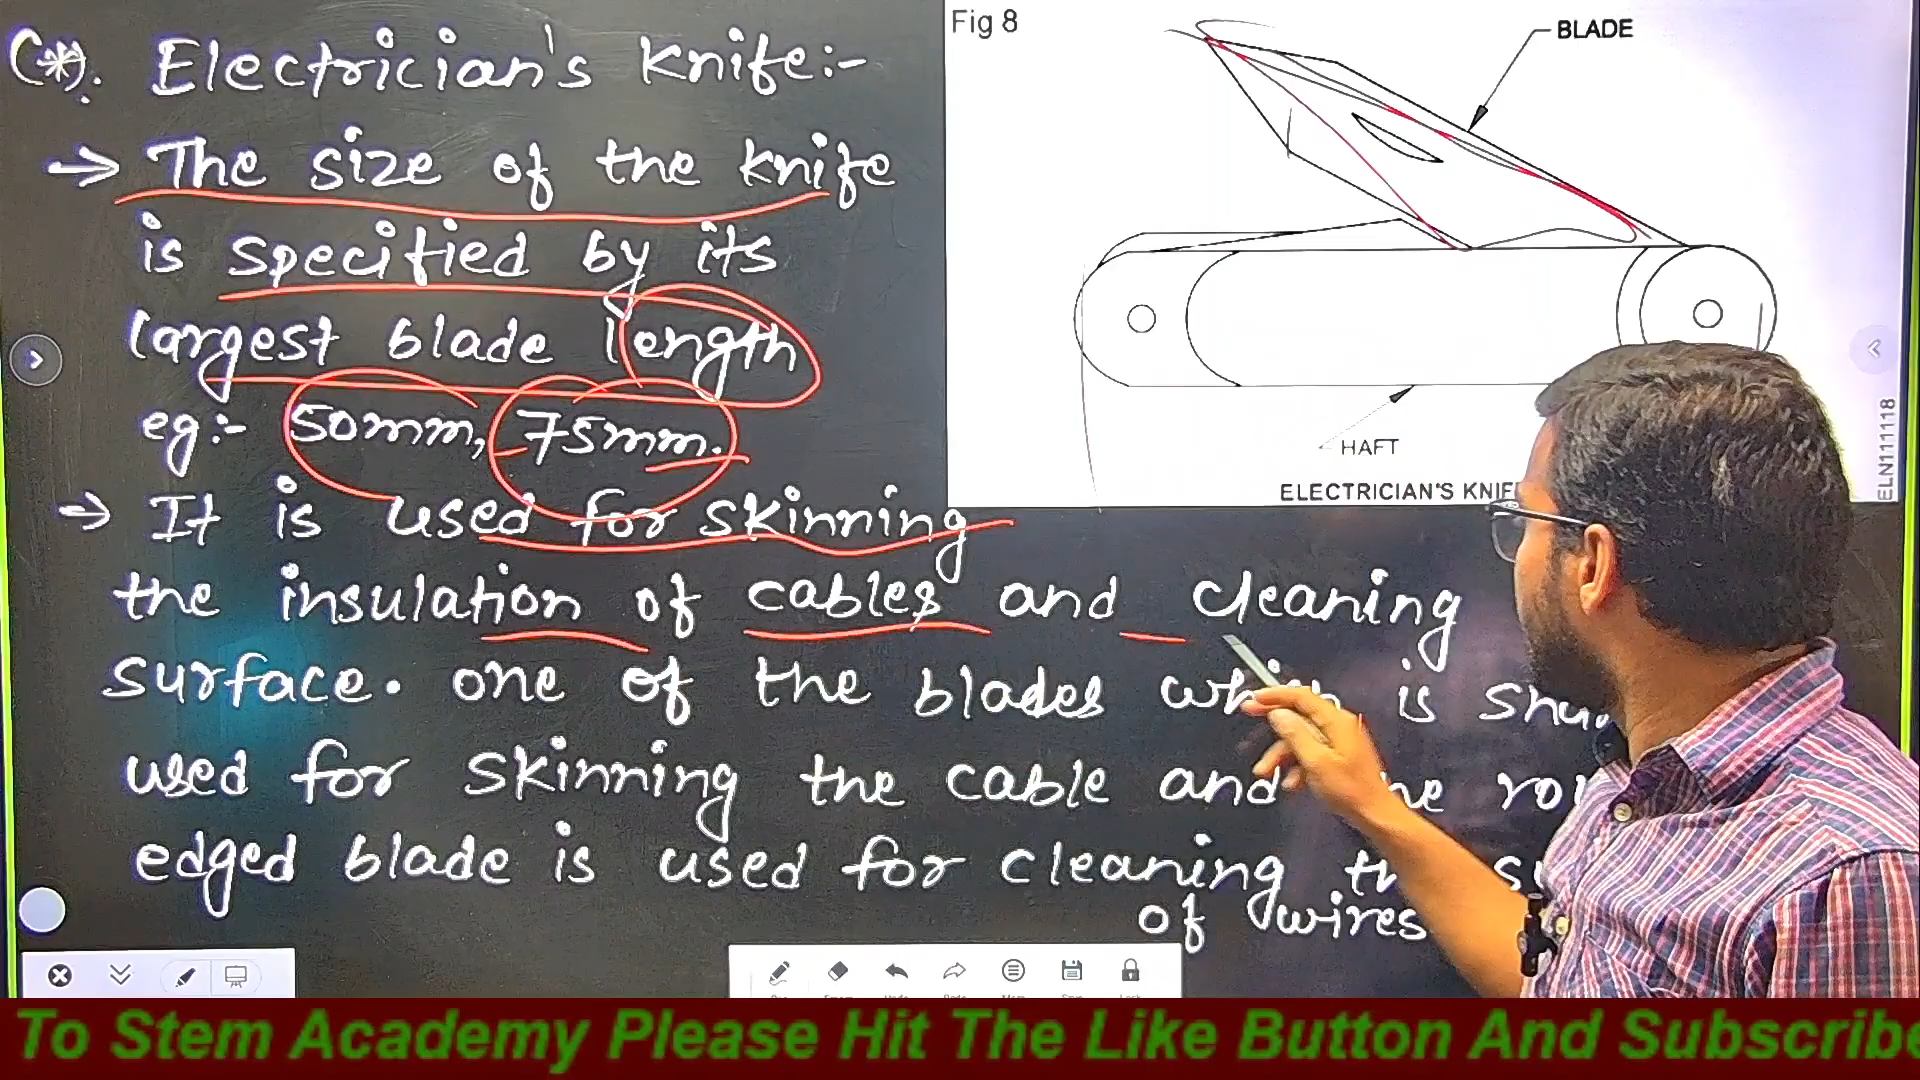 (*). Electrician's knife:-
→ The size of the knife
is specified by its
largest blade length
eg:- 50mm, 75mm.
→ It is used for skinning
the insulation of cables and cleaning
surface. one of the blades which is
used for skinning the cable and
edged blade is used for cleaning
of wires
Fig 8
BLADE
HAFT
ELECTRICIAN'S
ELN111118
To Stem Academy Please Hit The Like Button And Subscribe